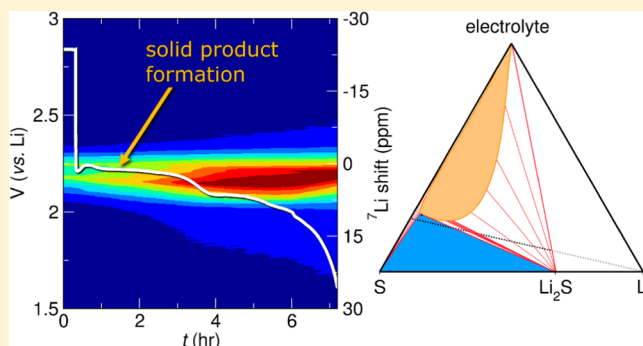 solid product
formation
3
2.5
2
1.5
V (vs. Li)
0
2
4
6
t (hr)
-30
-15
0
15
30
⁷Li shift (ppm)
electrolyte
S
Li₂S
L